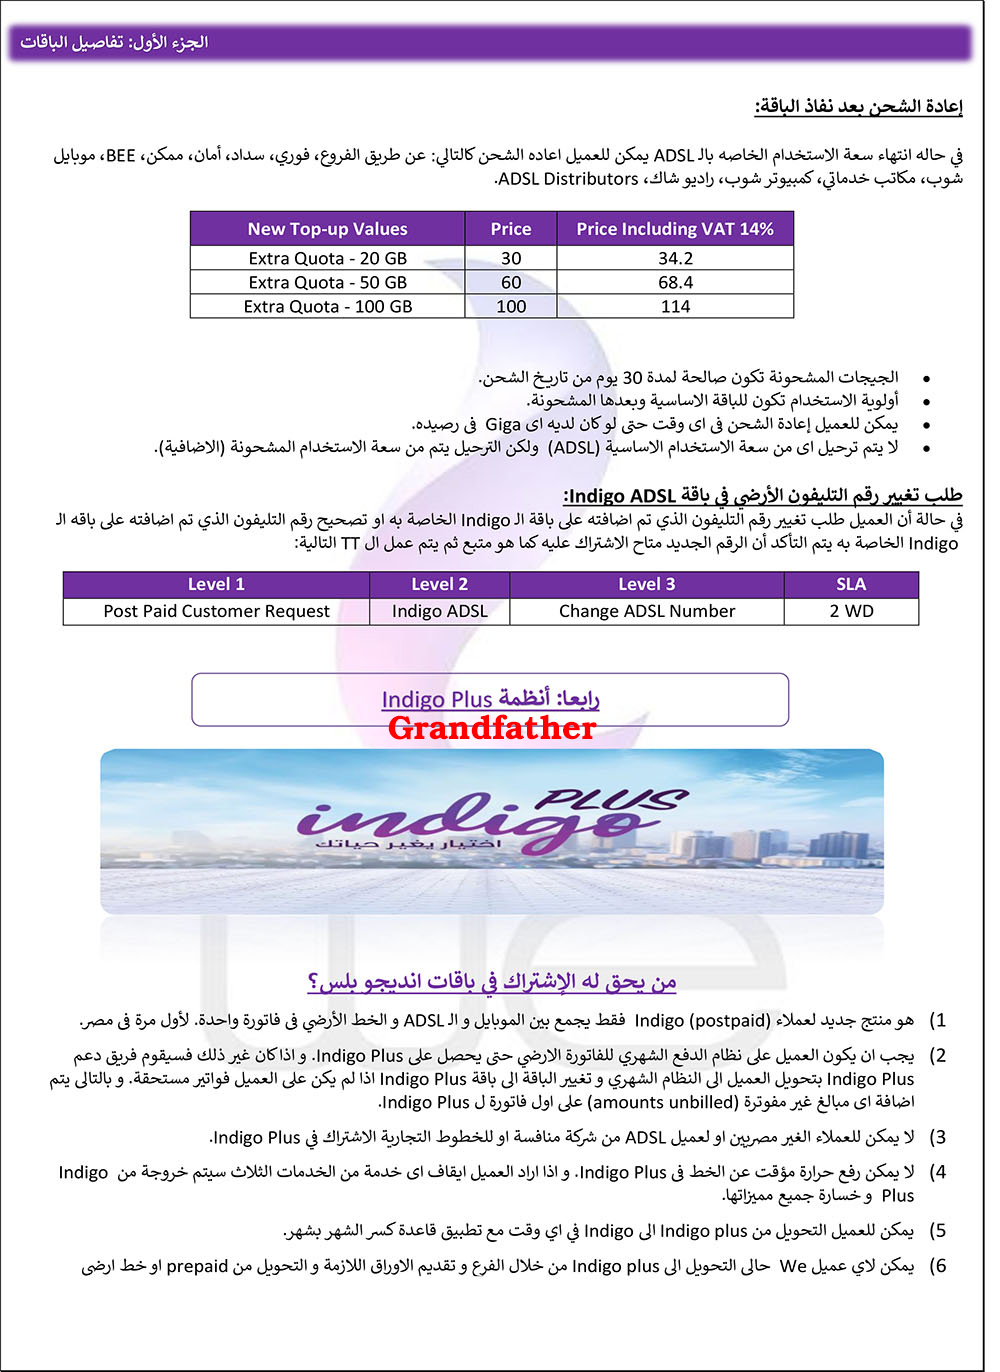 الجزء الأول: تفاصيل الباقات
إعادة الشحن بعد نفاذ الباقة:
في حاله انتهاء سعة الاستخدام الخاصه بالـ ADSL يمكن للعميل اعاده الشحن كالتالي: عن طريق الفروع، فوري، سداد، أمان، ممكن، BEE، موبايل
شوب، مكاتب خدماتي، كمبيوتر شوب، راديو شاك، ADSL Distributors.
New Top-up Values Price Price Including VAT 14%
Extra Quota - 20 GB 30 34.2
Extra Quota - 50 GB 60 68.4
Extra Quota - 100 GB 100 114
• الجيجات المشحونة تكون صالحة لمدة 30 يوم من تاريخ الشحن.
• أولوية الاستخدام تكون للباقة الاساسية وبعدها المشحونة.
• يمكن للعميل إعادة الشحن فى اى وقت حتى لو كان لديه اى Giga فى رصيده.
• لا يتم ترحيل اى من سعة الاستخدام الاساسية (ADSL) ولكن الترحيل يتم من سعة الاستخدام المشحونة (الاضافية).
طلب تغيير رقم التليفون الأرضي في باقة Indigo ADSL:
في حالة أن العميل طلب تغيير رقم التليفون الذي تم اضافته على باقة الـ Indigo الخاصة به او تصحيح رقم التليفون الذي تم اضافته على باقه الـ
Indigo الخاصة به يتم التأكد أن الرقم الجديد متاح الاشتراك عليه كما هو متبع ثم يتم عمل ال TT التالية:
Level 1 Level 2 Level 3 SLA
Post Paid Customer Request Indigo ADSL Change ADSL Number 2 WD
رابعا: أنظمة Indigo Plus
Grandfather
indigo PLUS
اختيار يغير حياتك
we
من يحق له الإشتراك في باقات انديجو بلس؟
1) هو منتج جديد لعملاء Indigo (postpaid) فقط يجمع بين الموبايل و الـ ADSL و الخط الأرضي فى فاتورة واحدة. لأول مرة فى مصر.
2) يجب ان يكون العميل على نظام الدفع الشهري للفاتورة الارضي حتى يحصل على Indigo Plus. و اذا كان غير ذلك فسيقوم فريق دعم
Indigo Plus بتحويل العميل الى النظام الشهري و تغيير الباقة الى باقة Indigo Plus اذا لم يكن على العميل فواتير مستحقة. و بالتالى يتم
اضافة اى مبالغ غير مفوترة (amounts unbilled) على اول فاتورة ل Indigo Plus.
3) لا يمكن للعملاء الغير مصريين او لعميل ADSL من شركة منافسة او للخطوط التجارية الاشتراك في Indigo Plus.
4) لا يمكن رفع حرارة مؤقت عن الخط فى Indigo Plus. و اذا اراد العميل ايقاف اى خدمة من الخدمات الثلاث سيتم خروجة من Indigo
Plus و خسارة جميع مميزاتها.
5) يمكن للعميل التحويل من Indigo plus الى Indigo في اي وقت مع تطبيق قاعدة كسر الشهر بشهر.
6) يمكن لاي عميل We حالى التحويل الى Indigo plus من خلال الفرع و تقديم الاوراق اللازمة و التحويل من prepaid او خط ارضى